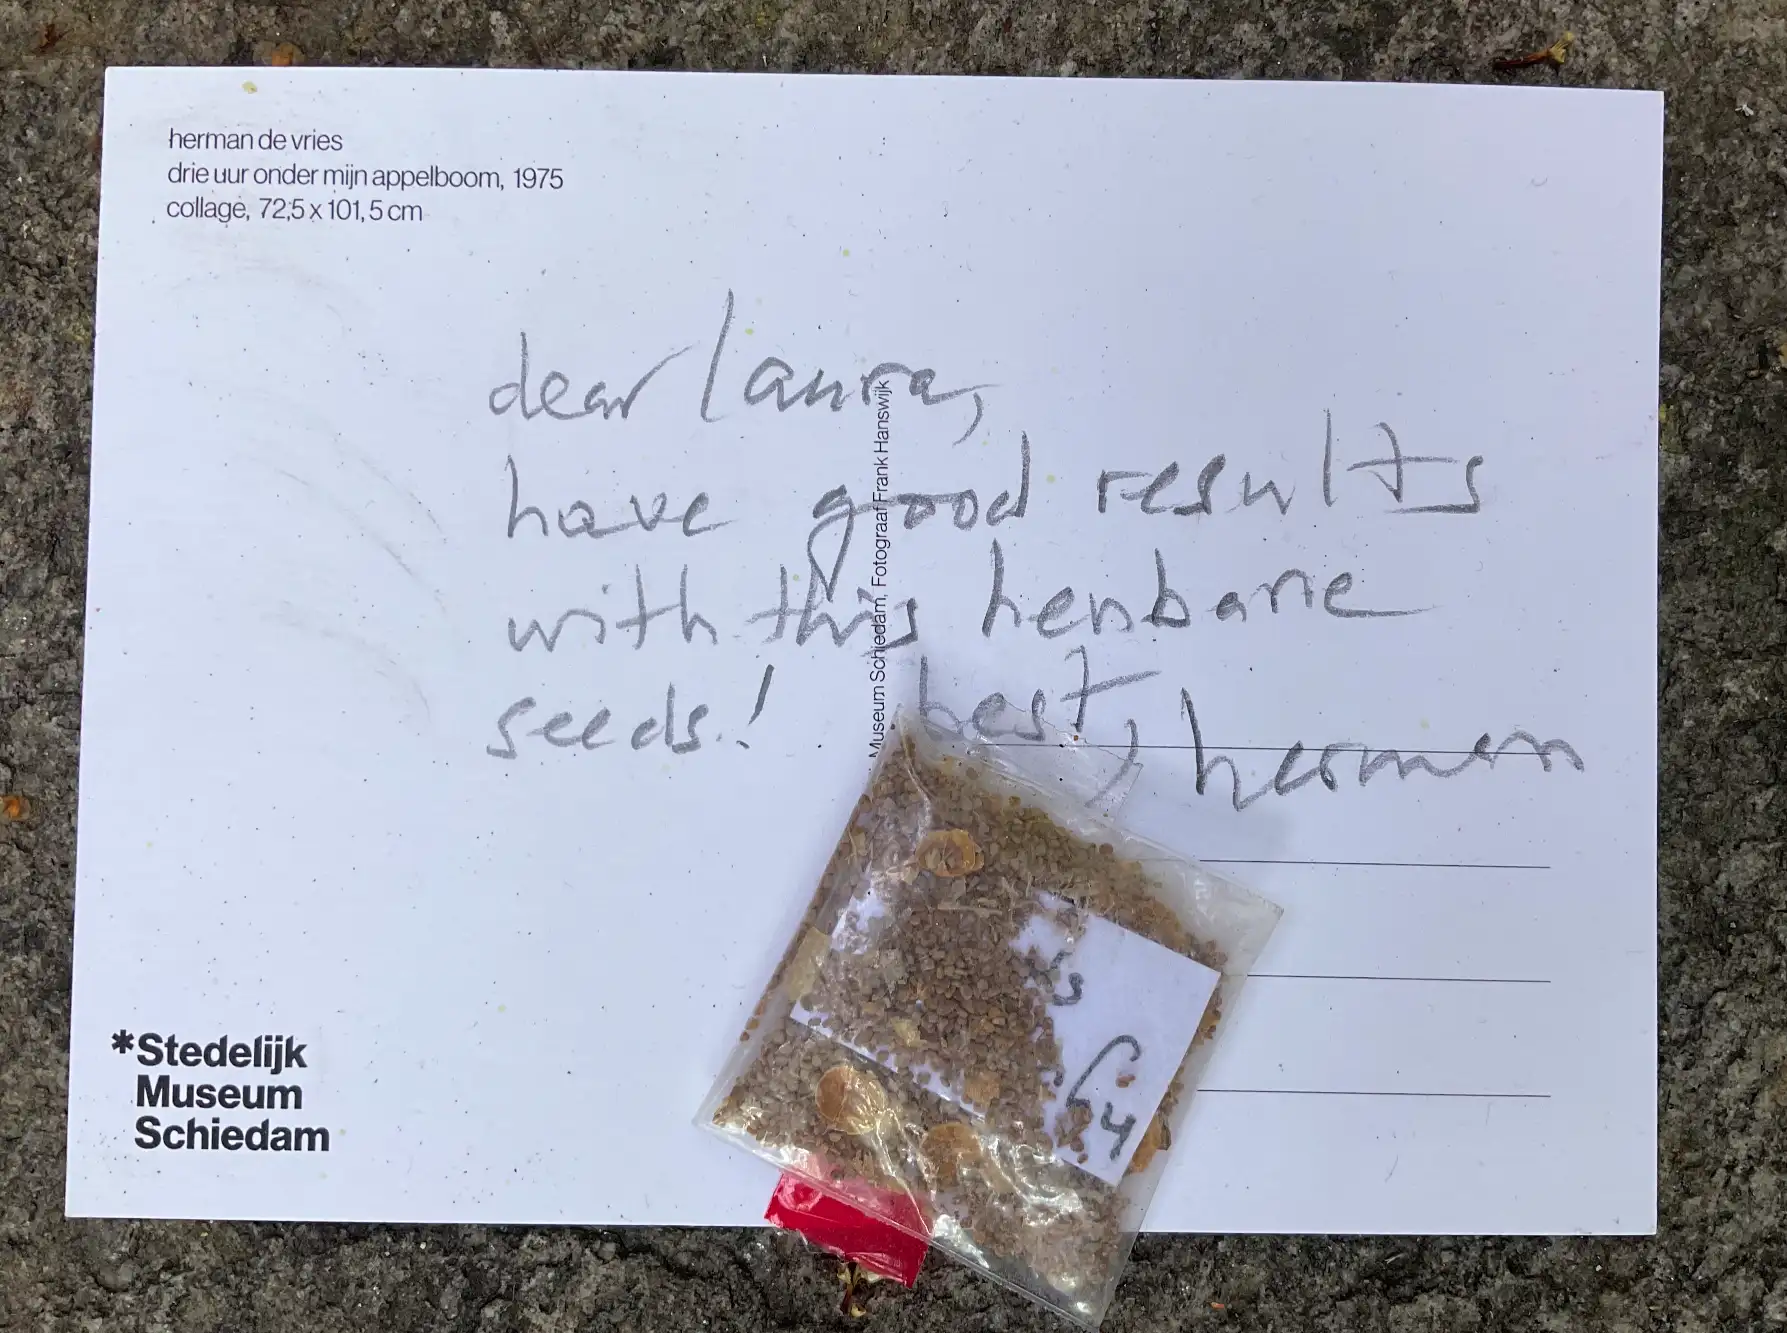 herman de vries
drie uur onder mijn appelboom, 1975
collage, 72,5 x 101,5 cm
dear laura,
have good results
with this henbane
seeds! best, herman
Museum Schiedam, Fotograaf Frank Hanswijk
*Stedelijk
Museum
Schiedam